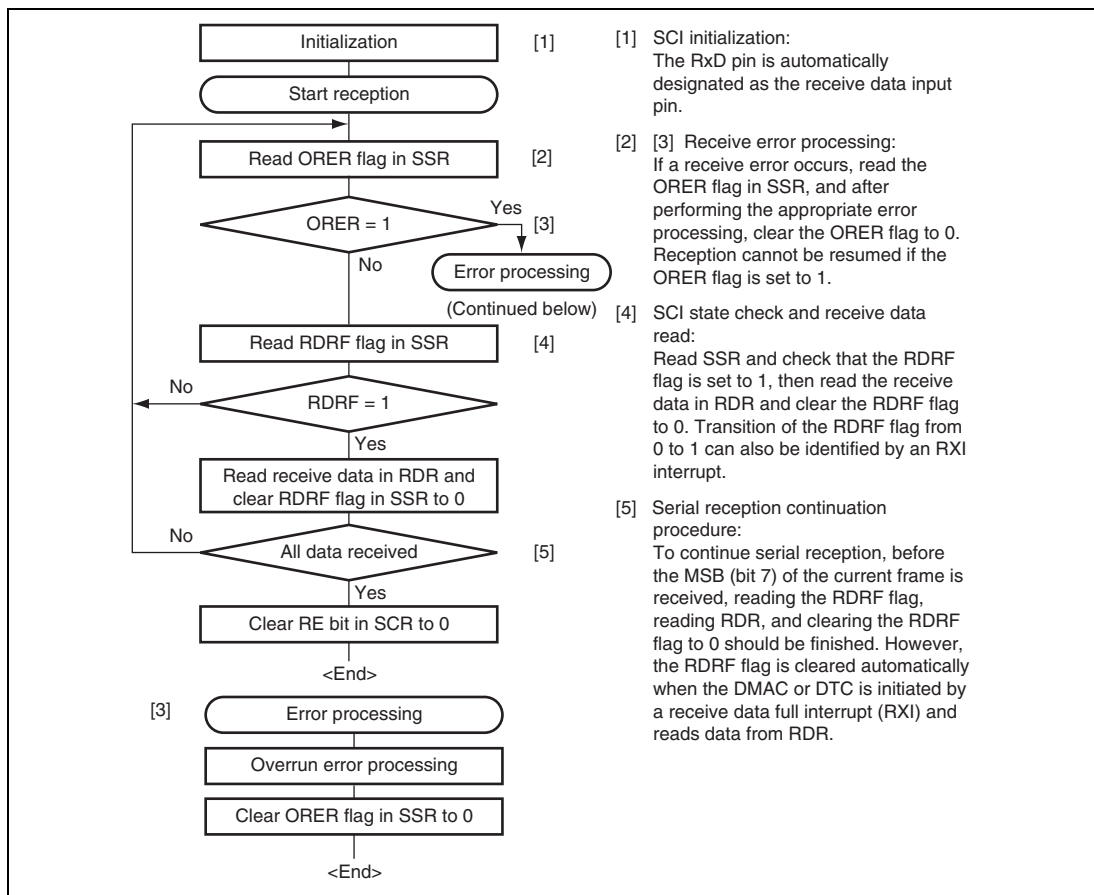 Initialization
[1]
Start reception
Read ORER flag in SSR
[2]
ORER = 1
Yes
[3]
No
Error processing
(Continued below)
Read RDRF flag in SSR
[4]
No
RDRF = 1
Yes
Read receive data in RDR and
clear RDRF flag in SSR to 0
No
All data received
[5]
Yes
Clear RE bit in SCR to 0
<End>
[3]
Error processing
Overrun error processing
Clear ORER flag in SSR to 0
<End>
[1] SCI initialization:
The RxD pin is automatically
designated as the receive data input
pin.
[2] [3] Receive error processing:
If a receive error occurs, read the
ORER flag in SSR, and after
performing the appropriate error
processing, clear the ORER flag to 0.
Reception cannot be resumed if the
ORER flag is set to 1.
[4] SCI state check and receive data
read:
Read SSR and check that the RDRF
flag is set to 1, then read the receive
data in RDR and clear the RDRF flag
to 0. Transition of the RDRF flag from
0 to 1 can also be identified by an RXI
interrupt.
[5] Serial reception continuation
procedure:
To continue serial reception, before
the MSB (bit 7) of the current frame is
received, reading the RDRF flag,
reading RDR, and clearing the RDRF
flag to 0 should be finished. However,
the RDRF flag is cleared automatically
when the DMAC or DTC is initiated by
a receive data full interrupt (RXI) and
reads data from RDR.